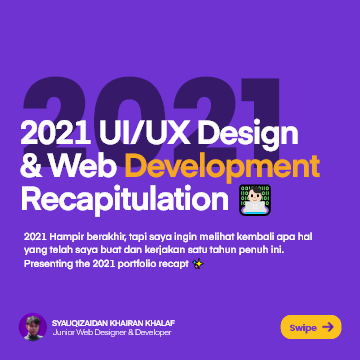 2021
2021 UI/UX Design
& Web Development
Recapitulation
2021 Hampir berakhir, tapi saya ingin melihat kembali apa hal
yang telah saya buat dan kerjakan satu tahun penuh ini.
Presenting the 2021 portfolio recapt
SYAUQIZAIDAN KHAIRAN KHALAF
Junior Web Designer & Developer
Swipe